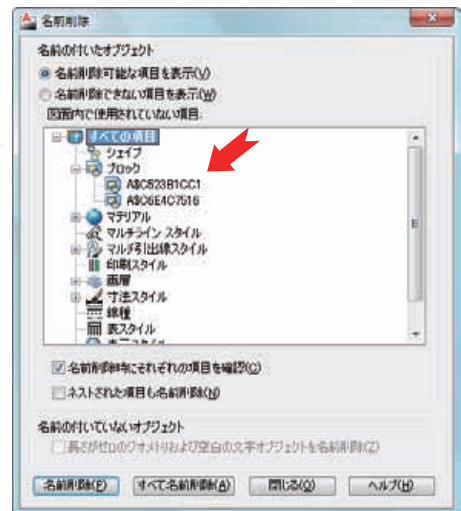 名前削除
名前の付いたオブジェクト
名前削除可能な項目を表示(V)
名前削除できない項目を表示(W)
図面内で使用されていない項目:
すべての項目
シェイプ
ブロック
A$C523B1CC1
A$C6E4C7516
マテリアル
マルチライン スタイル
マルチ引出線スタイル
印刷スタイル
画層
寸法スタイル
線種
表スタイル
名前削除時にそれぞれの項目を確認(C)
ネストされた項目も名前削除(N)
名前の付いていないオブジェクト
長さがゼロのジオメトリおよび空白の文字オブジェクトを名前削除(Z)
名前削除(P) すべて名前削除(A) 閉じる(O) ヘルプ(H)